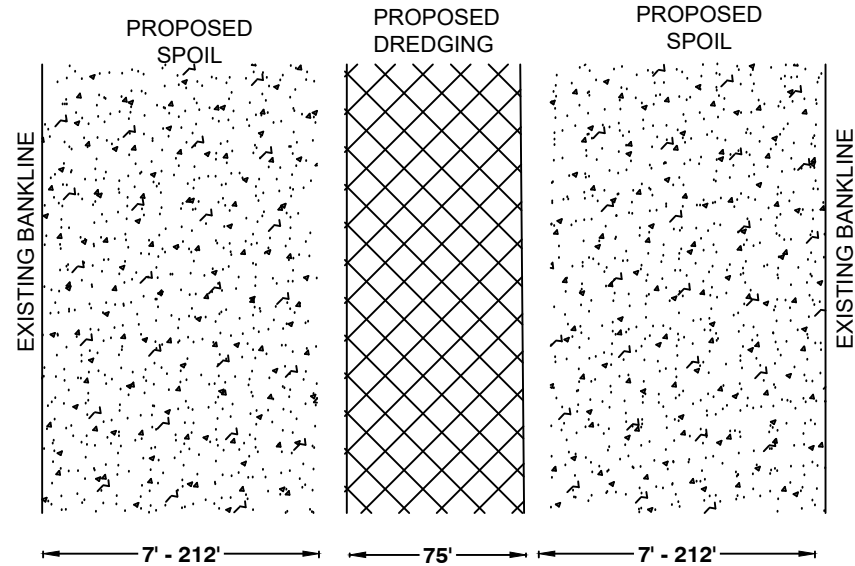 PROPOSED
SPOIL
PROPOSED
DREDGING
PROPOSED
SPOIL
EXISTING BANKLINE
EXISTING BANKLINE
7' - 212'
75'
7' - 212'